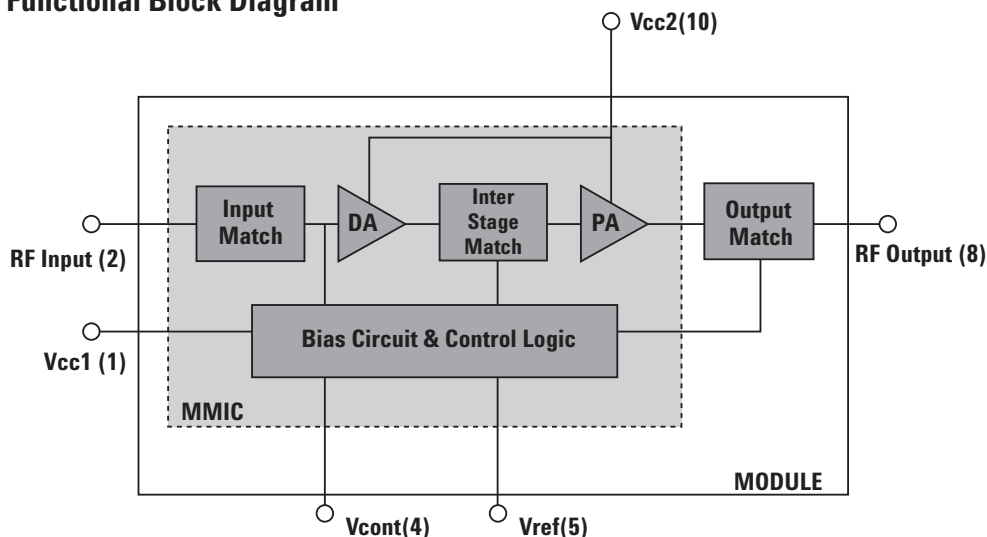 Functional Block Diagram
Vcc2(10)
Input
Match
DA
Inter
Stage
Match
PA
Output
Match
RF Input (2)
RF Output (8)
Vcc1 (1)
Bias Circuit & Control Logic
MMIC
MODULE
Vcont(4)
Vref(5)